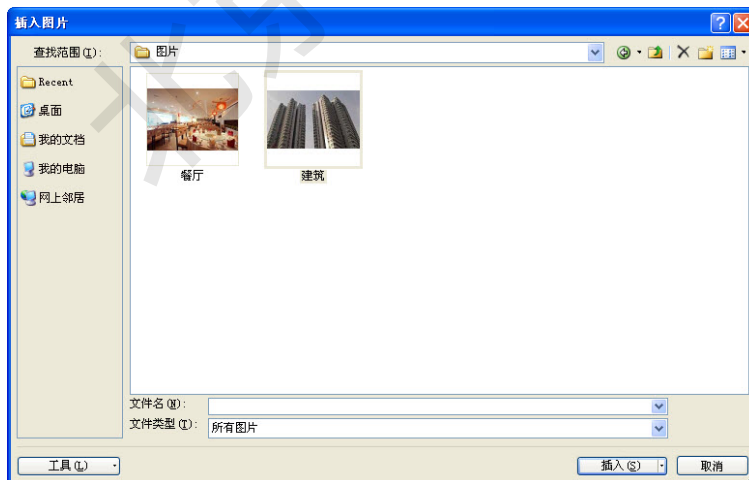 插入图片
查找范围(I):
图片
Recent
桌面
我的文档
我的电脑
网上邻居
餐厅
建筑
文件名(N):
文件类型(T):
所有图片
工具(L)
插入(S)
取消